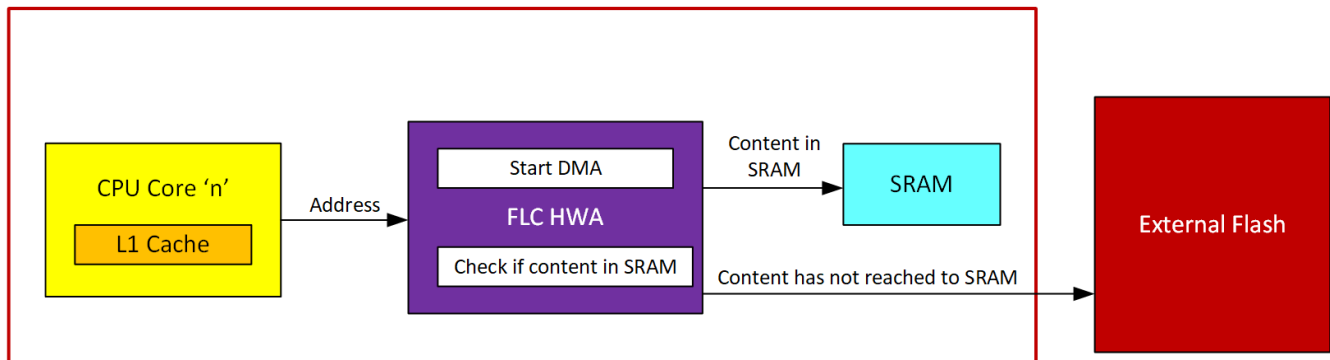 CPU Core ‘n’
L1 Cache
Address
Start DMA
FLC HWA
Check if content in SRAM
Content in
SRAM
SRAM
Content has not reached to SRAM
External Flash